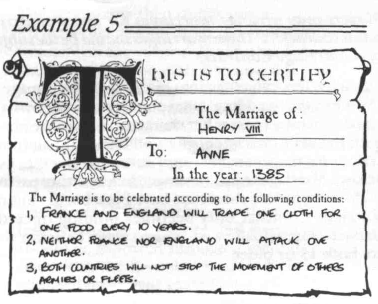 Example 5
THIS IS TO CERTIFY
The Marriage of:
HENRY VIII
To: ANNE
In the year: 1385
The Marriage is to be celebrated acccording to the following conditions:
1, FRANCE AND ENGLAND WILL TRADE ONE CLOTH FOR
ONE FOOD EVERY 10 YEARS.
2, NEITHER FRANCE NOR ENGLAND WILL ATTACK ONE
ANOTHER.
3, BOTH COUNTRIES WILL NOT STOP THE MOVEMENT OF OTHERS
ARMIES OR FLEETS.